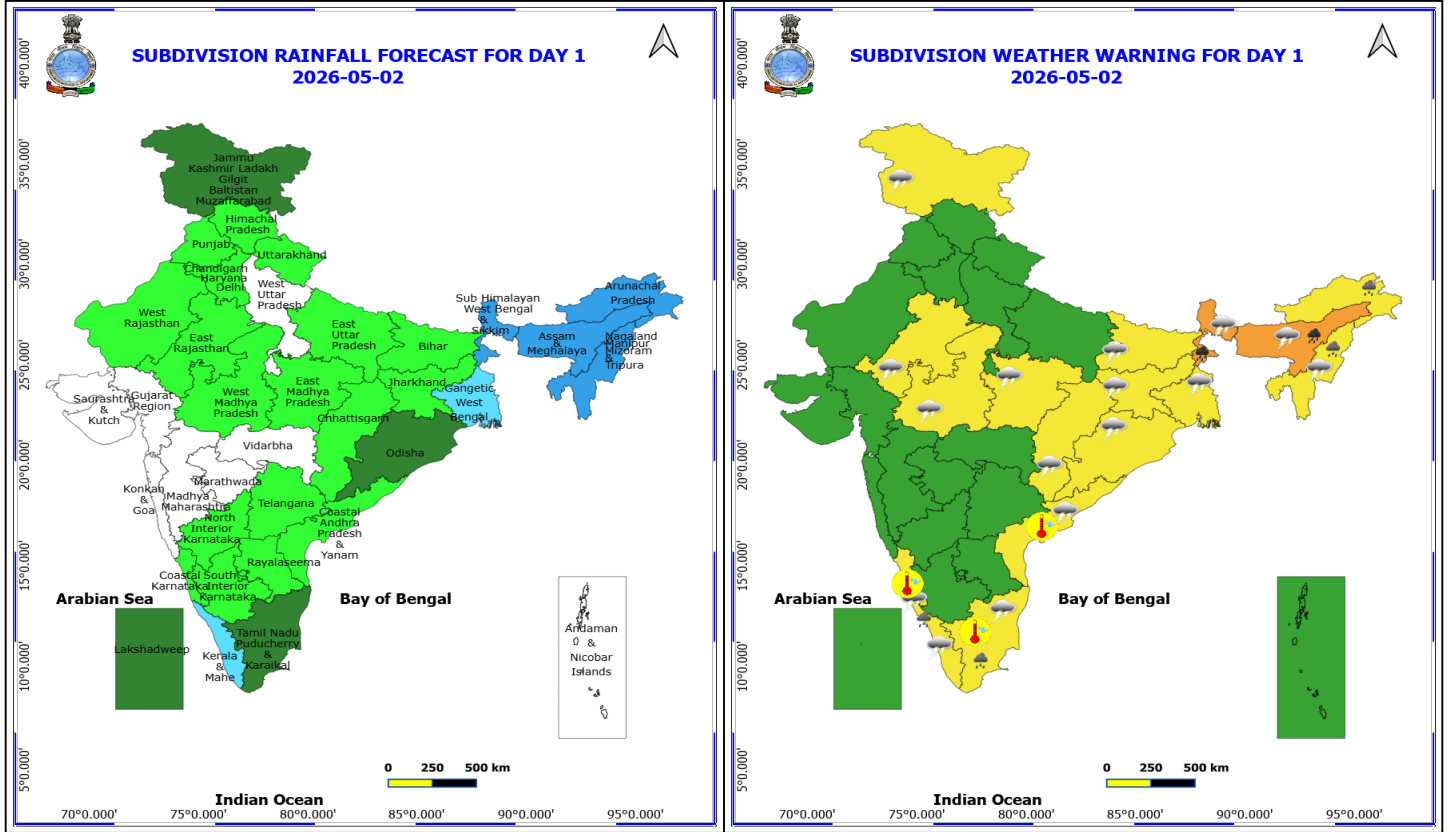 SUBDIVISION RAINFALL FORECAST FOR DAY 1
2026-05-02
40°0.000'
35°0.000'
30°0.000'
25°0.000'
20°0.000'
15°0.000'
10°0.000'
5°0.000'
Jammu
Kashmir Ladakh
Gilgit
Baltistan
Muzaffarabad
Himachal
Pradesh
Punjab
Uttarakhand
Chandigarh
Haryana
Delhi
West
Uttar
Pradesh
West
Rajasthan
East
Rajasthan
East
Uttar
Pradesh
Bihar
Sub Himalayan
West Bengal
&
Sikkim
Arunachal
Pradesh
Assam
&
Meghalaya
Nagaland
Manipur
Mizoram
&
Tripura
Saurashtra
&
Kutch
Gujarat
Region
West
Madhya
Pradesh
East
Madhya
Pradesh
Jharkhand
Gangetic
West
Bengal
Chhattisgarh
Odisha
Vidarbha
Marathwada
Konkan
&
Goa
Madhya
Maharashtra
Telangana
North
Interior
Karnataka
Coastal
Andhra
Pradesh
&
Yanam
Rayalaseema
Coastal
Karnataka
South
Interior
Karnataka
Arabian Sea
Bay of Bengal
Lakshadweep
Kerala
&
Mahe
Tamil Nadu
Puducherry
&
Karaikal
Andaman
&
Nicobar
Islands
0 250 500 km
Indian Ocean
70°0.000' 75°0.000' 80°0.000' 85°0.000' 90°0.000' 95°0.000'
SUBDIVISION WEATHER WARNING FOR DAY 1
2026-05-02
40°0.000'
35°0.000'
30°0.000'
25°0.000'
20°0.000'
15°0.000'
10°0.000'
5°0.000'
Arabian Sea
Bay of Bengal
0 250 500 km
Indian Ocean
70°0.000' 75°0.000' 80°0.000' 85°0.000' 90°0.000' 95°0.000'